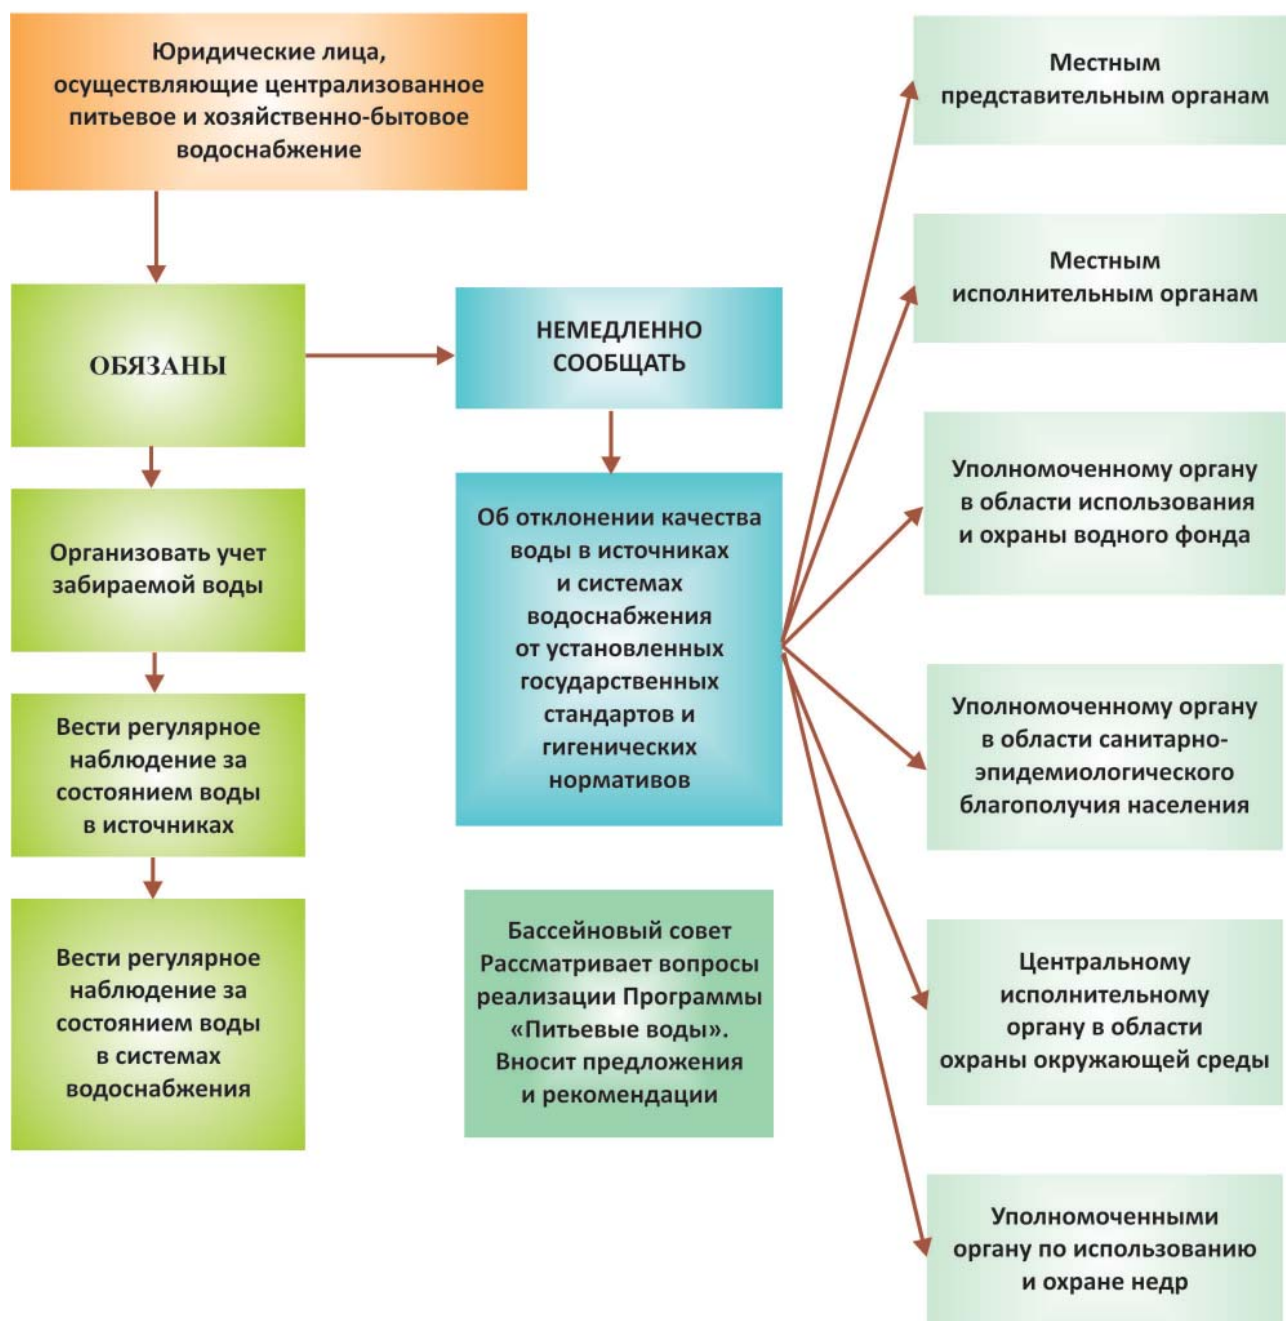 Юридические лица,
осуществляющие централизованное
питьевое и хозяйственно-бытовое
водоснабжение
ОБЯЗАНЫ
Организовать учет
забираемой воды
Вести регулярное
наблюдение за
состоянием воды
в источниках
Вести регулярное
наблюдение за
состоянием воды
в системах
водоснабжения
НЕМЕДЛЕННО
СООБЩАТЬ
Об отклонении качества
воды в источниках
и системах
водоснабжения
от установленных
государственных
стандартов и
гигенических
нормативов
Бассейновый совет
Рассматривает вопросы
реализации Программы
«Питьевые воды».
Вносит предложения
и рекомендации
Местным
представительным органам
Местным
исполнительным органам
Уполномоченному органу
в области использования
и охраны водного фонда
Уполномоченному органу
в области санитарно-
эпидемиологического
благополучия населения
Центральному
исполнительному
органу в области
охраны окружающей среды
Уполномоченными
органу по использованию
и охране недр